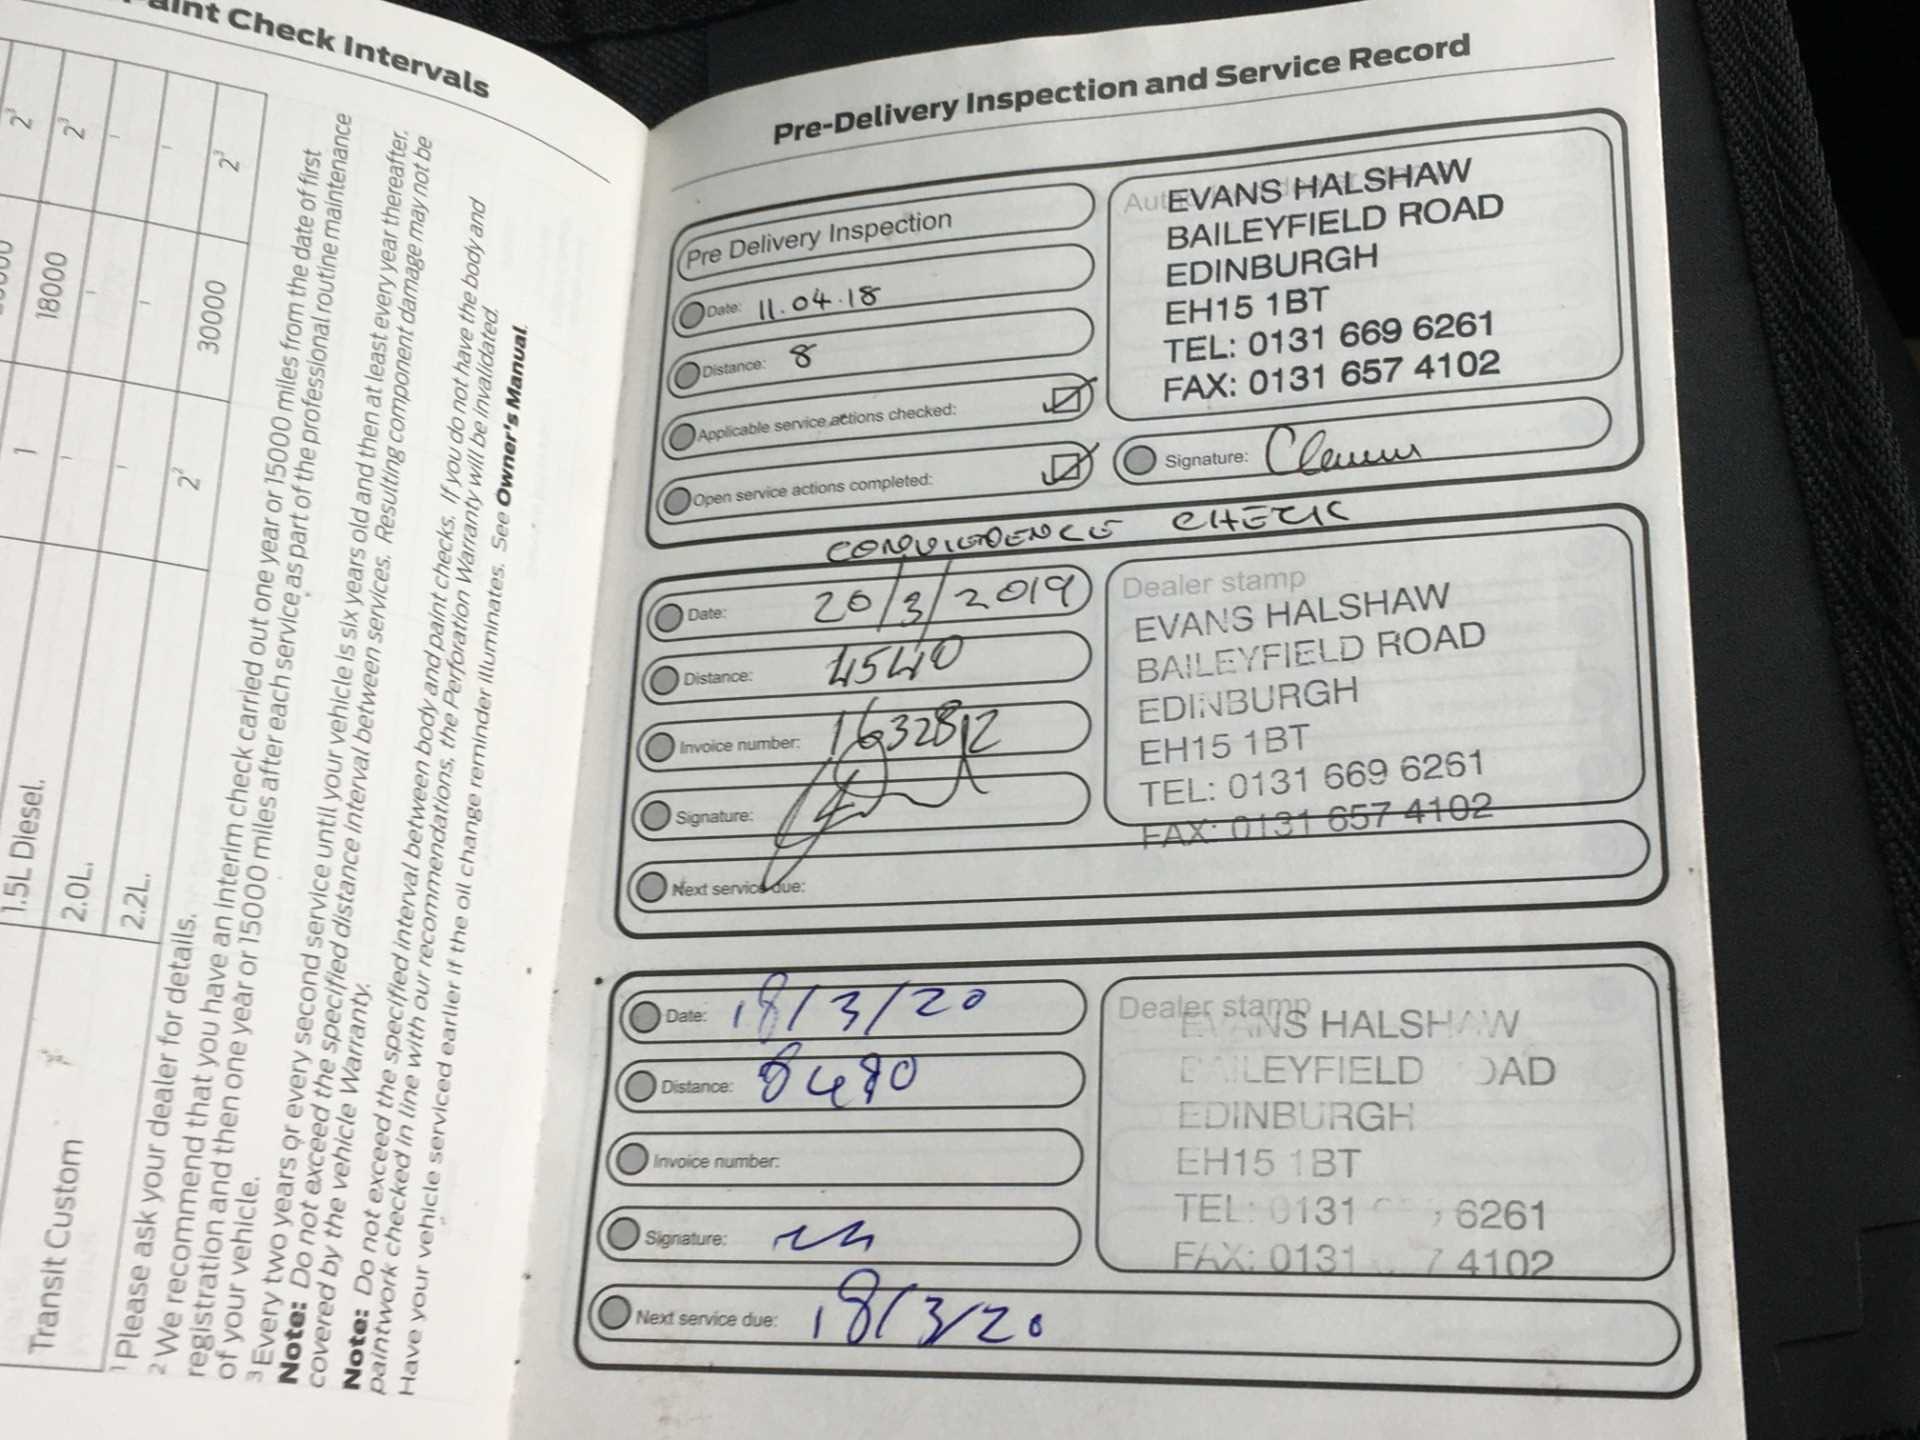 Paint Check Intervals
2³
2³
2³
18000
30000
1
2²
1.5L Diesel.
2.0L.
2.2L.
Transit Custom
¹ Please ask your dealer for details.
² We recommend that you have an interim check carried out one year or 15000 miles from the date of first
registration and then one year or 15000 miles after each service as part of the professional routine maintenance
of your vehicle.
³ Every two years or every second service until your vehicle is six years old and then at least every year thereafter.
Note: Do not exceed the specified distance interval between services. Resulting component damage may not be
covered by the vehicle Warranty.
Note: Do not exceed the specified interval between body and paint checks. If you do not have the body and
paintwork checked in line with our recommendations, the Perforation Warranty will be invalidated.
Have your vehicle serviced earlier if the oil change reminder illuminates. See Owner's Manual.
Pre-Delivery Inspection and Service Record
Pre Delivery Inspection
Date: 11.04.18
Distance: 8
Applicable service actions checked:
Open service actions completed:
EVANS HALSHAW
BAILEYFIELD ROAD
EDINBURGH
EH15 1BT
TEL: 0131 669 6261
FAX: 0131 657 4102
Signature:
CHECK
Date: 20/3/2019
Distance: 4540
Invoice number: 1632812
Signature:
Next service due:
Dealer stamp
EVANS HALSHAW
BAILEYFIELD ROAD
EDINBURGH
EH15 1BT
TEL: 0131 669 6261
FAX: 0131 657 4102
Date: 18/3/20
Distance: 8480
Invoice number:
Signature:
Next service due: 18/3/20
Dealer stamp
EVANS HALSHAW
BAILEYFIELD ROAD
EDINBURGH
EH15 1BT
TEL: 0131 6261
FAX: 0131 4102